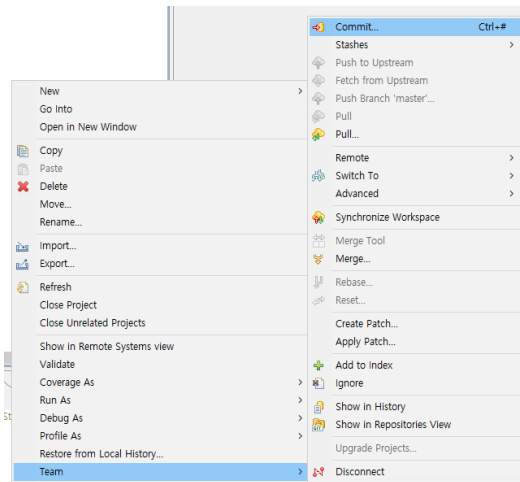 Commit... Ctrl+#
Stashes
Push to Upstream
Fetch from Upstream
Push Branch 'master'...
Pull
Pull...
Remote
Switch To
Advanced
Synchronize Workspace
Merge Tool
Merge...
Rebase...
Reset...
Create Patch...
Apply Patch...
Add to Index
Ignore
Show in History
Show in Repositories View
Upgrade Projects...
Disconnect
New
Go Into
Open in New Window
Copy
Paste
Delete
Move...
Rename...
Import...
Export...
Refresh
Close Project
Close Unrelated Projects
Show in Remote Systems view
Validate
Coverage As
Run As
Debug As
Profile As
Restore from Local History...
Team
St